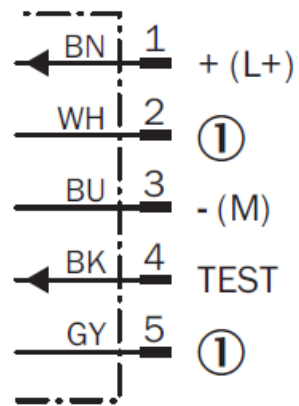 BN 1 + (L+)
WH 2 ①
BU 3 - (M)
BK 4 TEST
GY 5 ①